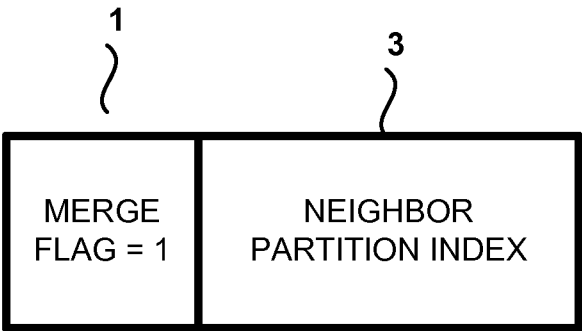 1
3
MERGE
FLAG = 1
NEIGHBOR
PARTITION INDEX